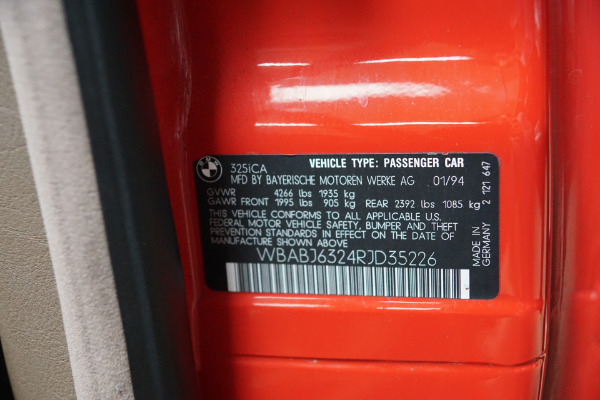 BMW
325iCA VEHICLE TYPE: PASSENGER CAR
MFD BY BAYERISCHE MOTOREN WERKE AG 01/94
GVWR 4266 lbs 1935 kg
GAWR FRONT 1995 lbs 905 kg REAR 2392 lbs 1085 kg
THIS VEHICLE CONFORMS TO ALL APPLICABLE U.S.
FEDERAL MOTOR VEHICLE SAFETY, BUMPER AND THEFT
PREVENTION STANDARDS IN EFFECT ON THE DATE
OF MANUFACTURE SHOWN ABOVE
WBABJ6324RJD35226
MADE IN
GERMANY 2 121 647